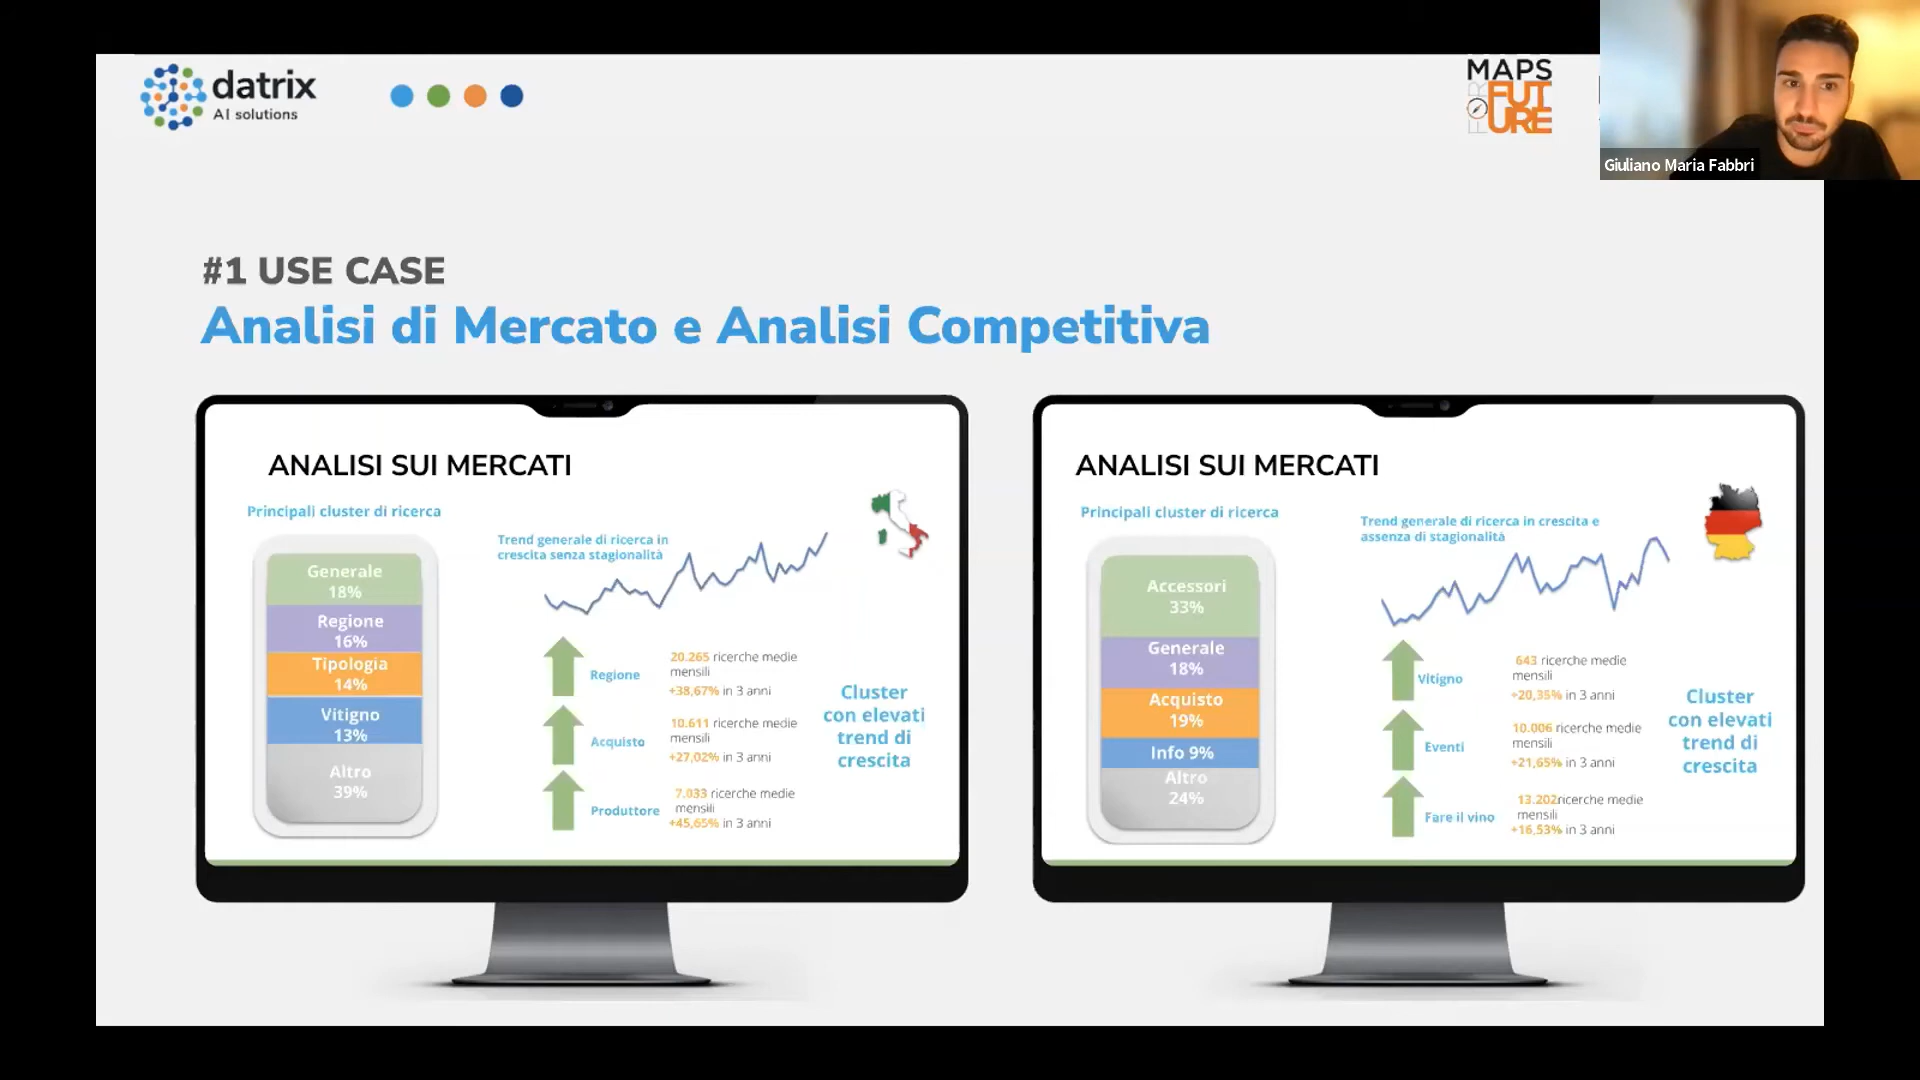 datrix
AI solutions
MAPS
FOR
FUT
URE
Giuliano Maria Fabbri
#1 USE CASE
Analisi di Mercato e Analisi Competitiva
ANALISI SUI MERCATI
Principali cluster di ricerca
Generale
18%
Regione
16%
Tipologia
14%
Vitigno
13%
Altro
39%
Trend generale di ricerca in
crescita senza stagionalità
Regione
20.265 ricerche medie
mensili
+38,67% in 3 anni
Acquisto
10.611 ricerche medie
mensili
+27,02% in 3 anni
Produttore
7.033 ricerche medie
mensili
+45,65% in 3 anni
Cluster
con elevati
trend di
crescita
ANALISI SUI MERCATI
Principali cluster di ricerca
Accessori
33%
Generale
18%
Acquisto
19%
Info 9%
Altro
24%
Trend generale di ricerca in crescita e
assenza di stagionalità
Vitigno
643 ricerche medie
mensili
+20,35% in 3 anni
Eventi
10.006 ricerche medie
mensili
+21,65% in 3 anni
Fare il vino
13.202ricerche medie
mensili
+16,53% in 3 anni
Cluster
con elevati
trend di
crescita